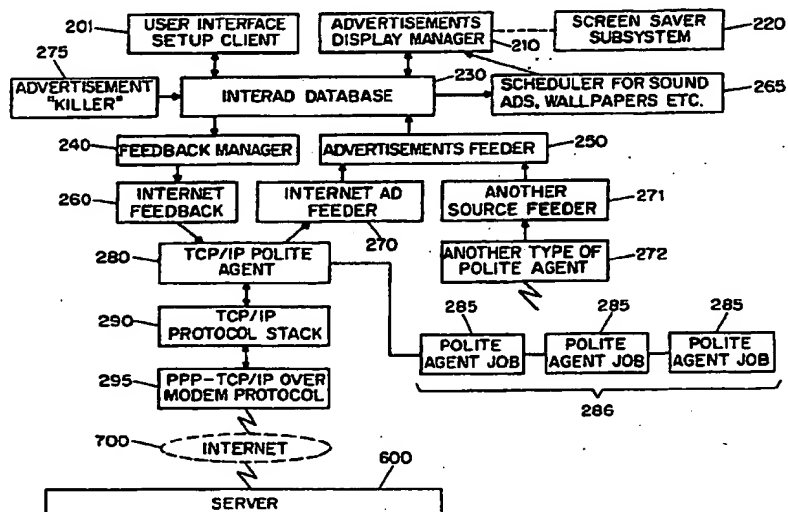 201
USER INTERFACE
SETUP CLIENT
ADVERTISEMENTS
DISPLAY MANAGER
210
SCREEN SAVER
SUBSYSTEM
220
275
ADVERTISEMENT
"KILLER"
INTERAD DATABASE
230
SCHEDULER FOR SOUND
ADS, WALLPAPERS ETC.
265
240
FEEDBACK MANAGER
ADVERTISEMENTS FEEDER
250
260
INTERNET
FEEDBACK
INTERNET AD
FEEDER
270
ANOTHER
SOURCE FEEDER
271
280
TCP/IP POLITE
AGENT
ANOTHER TYPE OF
POLITE AGENT
272
290
TCP/IP
PROTOCOL STACK
285
POLITE
AGENT JOB
285
POLITE
AGENT JOB
285
POLITE
AGENT JOB
286
295
PPP-TCP/IP OVER
MODEM PROTOCOL
700
INTERNET
600
SERVER